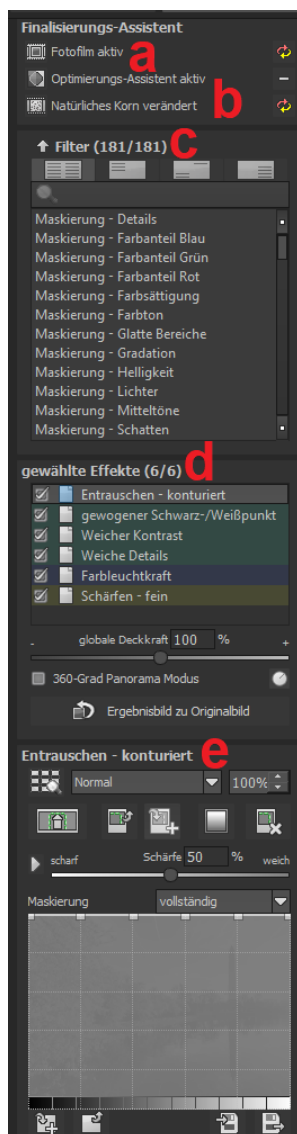 Finalisierungs-Assistent
Fotofilm aktiv
a
Optimierungs-Assistent aktiv
Natürliches Korn verändert
b
Filter (181/181)
c
Maskierung - Details
Maskierung - Farbanteil Blau
Maskierung - Farbanteil Grün
Maskierung - Farbanteil Rot
Maskierung - Farbsättigung
Maskierung - Farbton
Maskierung - Glatte Bereiche
Maskierung - Gradation
Maskierung - Helligkeit
Maskierung - Lichter
Maskierung - Mitteltöne
Maskierung - Schatten
gewählte Effekte (6/6)
d
Entrauschen - konturiert
gewogener Schwarz-/Weißpunkt
Weicher Kontrast
Weiche Details
Farbleuchtkraft
Schärfen - fein
- globale Deckkraft 100 % +
360-Grad Panorama Modus
Ergebnisbild zu Originalbild
Entrauschen - konturiert
e
Normal 100%
scharf Schärfe 50 % weich
Maskierung vollständig